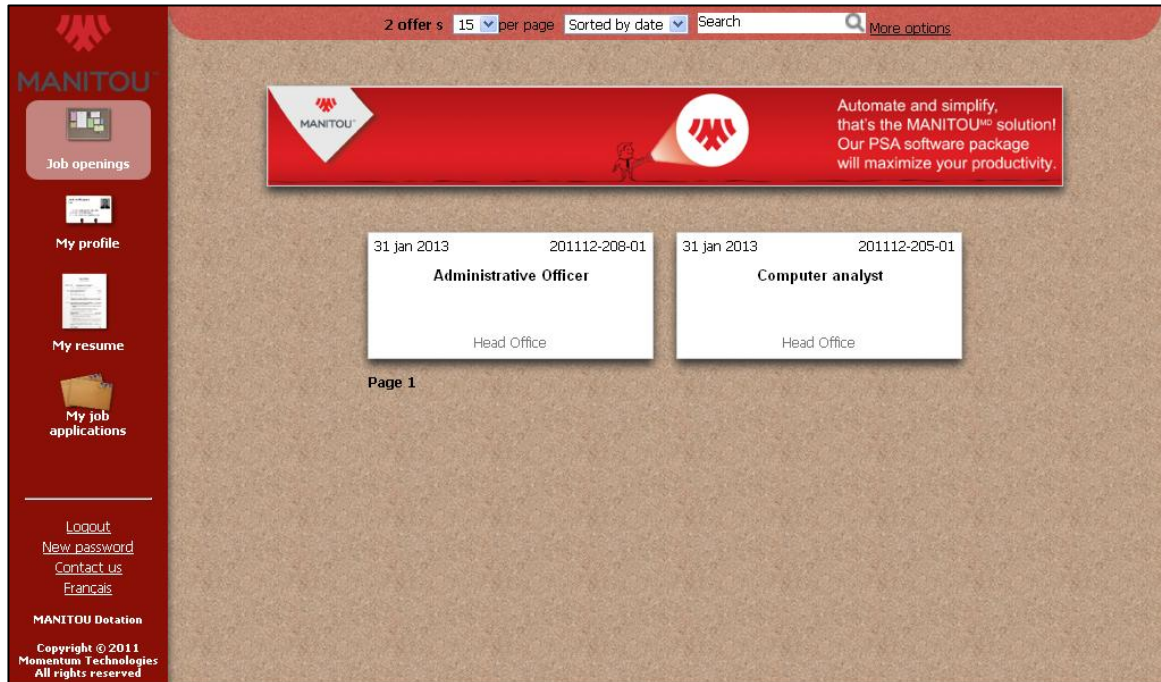 2 offer s 15 per page Sorted by date Search More options
MANITOU™
Job openings
My profile
My resume
My job
applications
Logout
New password
Contact us
Français
MANITOU Dotation
Copyright © 2011
Momentum Technologies
All rights reserved
MANITOU™
Automate and simplify,
that's the MANITOUᴹᴰ solution!
Our PSA software package
will maximize your productivity.
31 jan 2013 201112-208-01
Administrative Officer
Head Office
31 jan 2013 201112-205-01
Computer analyst
Head Office
Page 1